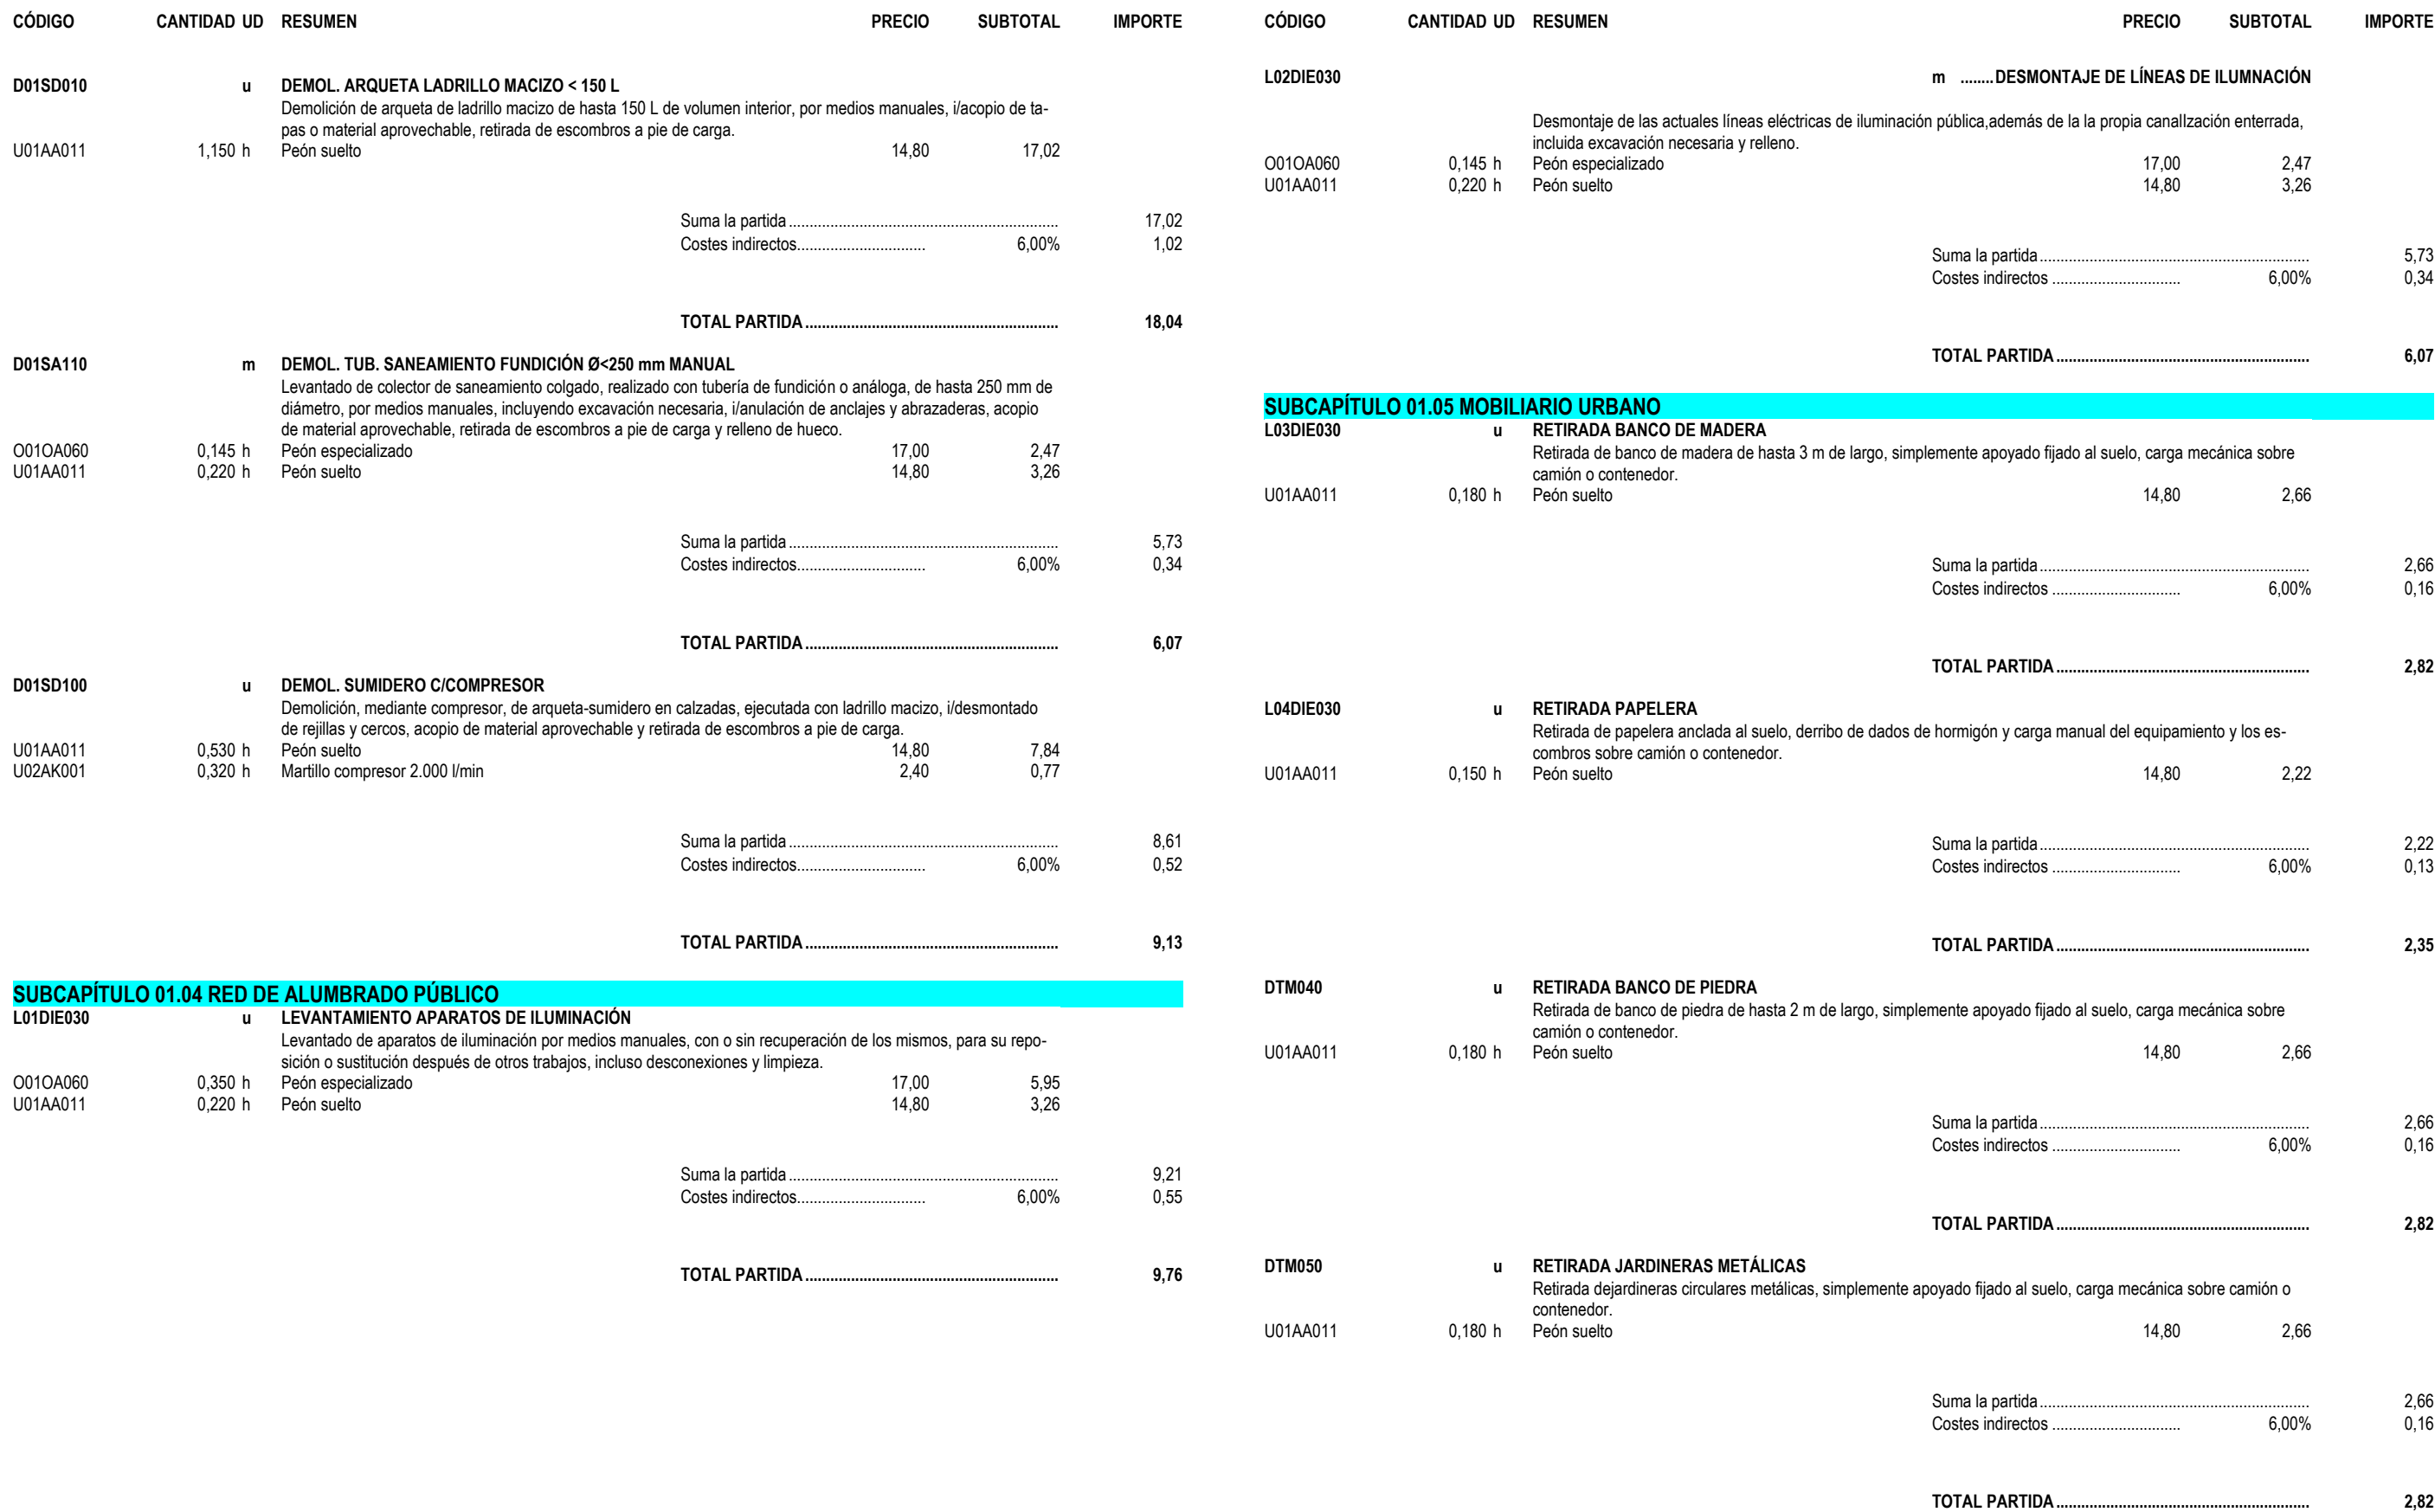 CÓDIGO CANTIDAD UD RESUMEN PRECIO SUBTOTAL IMPORTE
D01SD010 u DEMOL. ARQUETA LADRILLO MACIZO < 150 L
Demolición de arqueta de ladrillo macizo de hasta 150 L de volumen interior, por medios manuales, i/acopio de ta-
pas o material aprovechable, retirada de escombros a pie de carga.
U01AA011 1,150 h Peón suelto 14,80 17,02
Suma la partida ................................................................. 17,02
Costes indirectos............................... 6,00% 1,02
TOTAL PARTIDA ............................................................. 18,04
D01SA110 m DEMOL. TUB. SANEAMIENTO FUNDICIÓN Ø<250 mm MANUAL
Levantado de colector de saneamiento colgado, realizado con tubería de fundición o análoga, de hasta 250 mm de
diámetro, por medios manuales, incluyendo excavación necesaria, i/anulación de anclajes y abrazaderas, acopio
de material aprovechable, retirada de escombros a pie de carga y relleno de hueco.
O01OA060 0,145 h Peón especializado 17,00 2,47
U01AA011 0,220 h Peón suelto 14,80 3,26
Suma la partida ................................................................. 5,73
Costes indirectos............................... 6,00% 0,34
TOTAL PARTIDA ............................................................. 6,07
D01SD100 u DEMOL. SUMIDERO C/COMPRESOR
Demolición, mediante compresor, de arqueta-sumidero en calzadas, ejecutada con ladrillo macizo, i/desmontado
de rejillas y cercos, acopio de material aprovechable y retirada de escombros a pie de carga.
U01AA011 0,530 h Peón suelto 14,80 7,84
U02AK001 0,320 h Martillo compresor 2.000 l/min 2,40 0,77
Suma la partida ................................................................. 8,61
Costes indirectos............................... 6,00% 0,52
TOTAL PARTIDA ............................................................. 9,13
SUBCAPÍTULO 01.04 RED DE ALUMBRADO PÚBLICO
L01DIE030 u LEVANTAMIENTO APARATOS DE ILUMINACIÓN
Levantado de aparatos de iluminación por medios manuales, con o sin recuperación de los mismos, para su repo-
sición o sustitución después de otros trabajos, incluso desconexiones y limpieza.
O01OA060 0,350 h Peón especializado 17,00 5,95
U01AA011 0,220 h Peón suelto 14,80 3,26
Suma la partida ................................................................. 9,21
Costes indirectos............................... 6,00% 0,55
TOTAL PARTIDA ............................................................. 9,76
CÓDIGO CANTIDAD UD RESUMEN PRECIO SUBTOTAL IMPORTE
L02DIE030 m ........DESMONTAJE DE LÍNEAS DE ILUMNACIÓN
Desmontaje de las actuales líneas eléctricas de iluminación pública,además de la la propia canalIzación enterrada,
incluida excavación necesaria y relleno.
O01OA060 0,145 h Peón especializado 17,00 2,47
U01AA011 0,220 h Peón suelto 14,80 3,26
Suma la partida ................................................................. 5,73
Costes indirectos ............................... 6,00% 0,34
TOTAL PARTIDA ............................................................. 6,07
SUBCAPÍTULO 01.05 MOBILIARIO URBANO
L03DIE030 u RETIRADA BANCO DE MADERA
Retirada de banco de madera de hasta 3 m de largo, simplemente apoyado fijado al suelo, carga mecánica sobre
camión o contenedor.
U01AA011 0,180 h Peón suelto 14,80 2,66
Suma la partida ................................................................. 2,66
Costes indirectos ............................... 6,00% 0,16
TOTAL PARTIDA ............................................................. 2,82
L04DIE030 u RETIRADA PAPELERA
Retirada de papelera anclada al suelo, derribo de dados de hormigón y carga manual del equipamiento y los es-
combros sobre camión o contenedor.
U01AA011 0,150 h Peón suelto 14,80 2,22
Suma la partida ................................................................. 2,22
Costes indirectos ............................... 6,00% 0,13
TOTAL PARTIDA ............................................................. 2,35
DTM040 u RETIRADA BANCO DE PIEDRA
Retirada de banco de piedra de hasta 2 m de largo, simplemente apoyado fijado al suelo, carga mecánica sobre
camión o contenedor.
U01AA011 0,180 h Peón suelto 14,80 2,66
Suma la partida ................................................................. 2,66
Costes indirectos ............................... 6,00% 0,16
TOTAL PARTIDA ............................................................. 2,82
DTM050 u RETIRADA JARDINERAS METÁLICAS
Retirada dejardineras circulares metálicas, simplemente apoyado fijado al suelo, carga mecánica sobre camión o
contenedor.
U01AA011 0,180 h Peón suelto 14,80 2,66
Suma la partida ................................................................. 2,66
Costes indirectos ............................... 6,00% 0,16
TOTAL PARTIDA ............................................................. 2,82